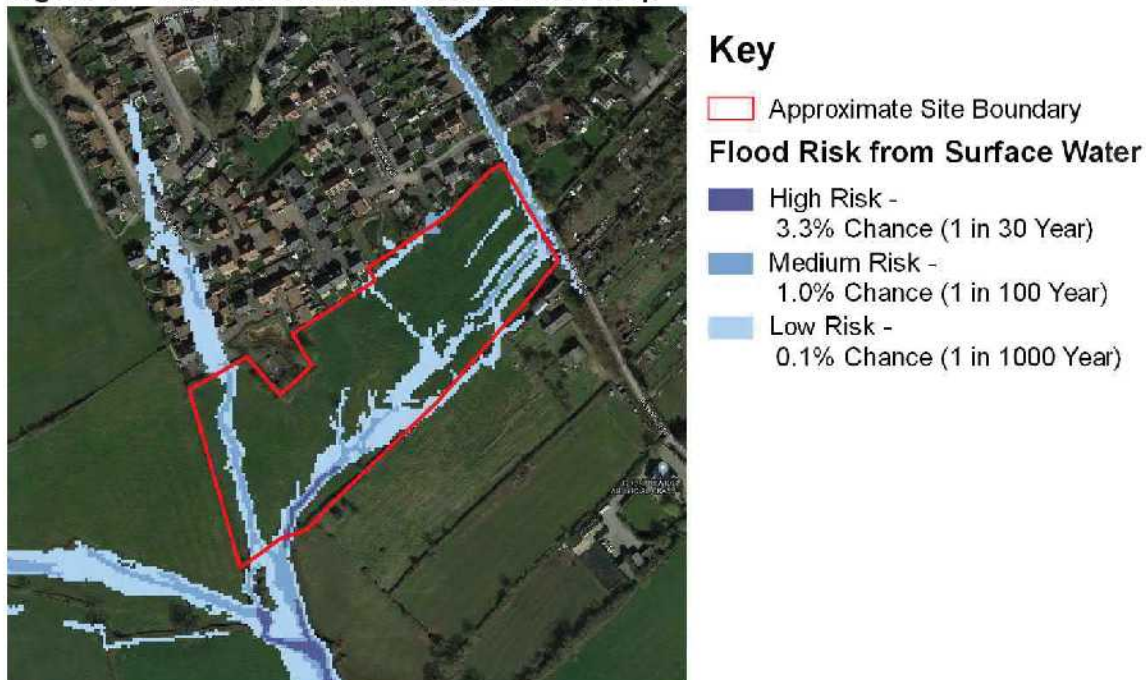 Key
Approximate Site Boundary
Flood Risk from Surface Water
High Risk -
3.3% Chance (1 in 30 Year)
Medium Risk -
1.0% Chance (1 in 100 Year)
Low Risk -
0.1% Chance (1 in 1000 Year)